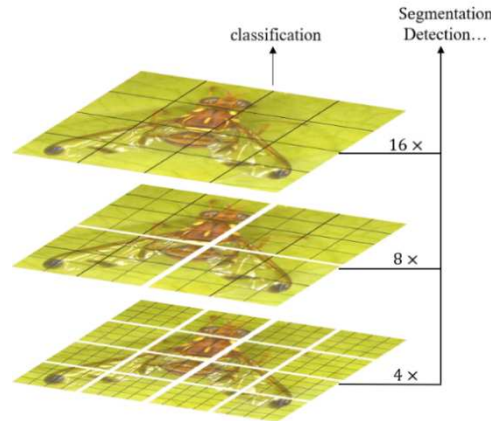 Segmentation
Detection…
classification
16 ×
8 ×
4 ×